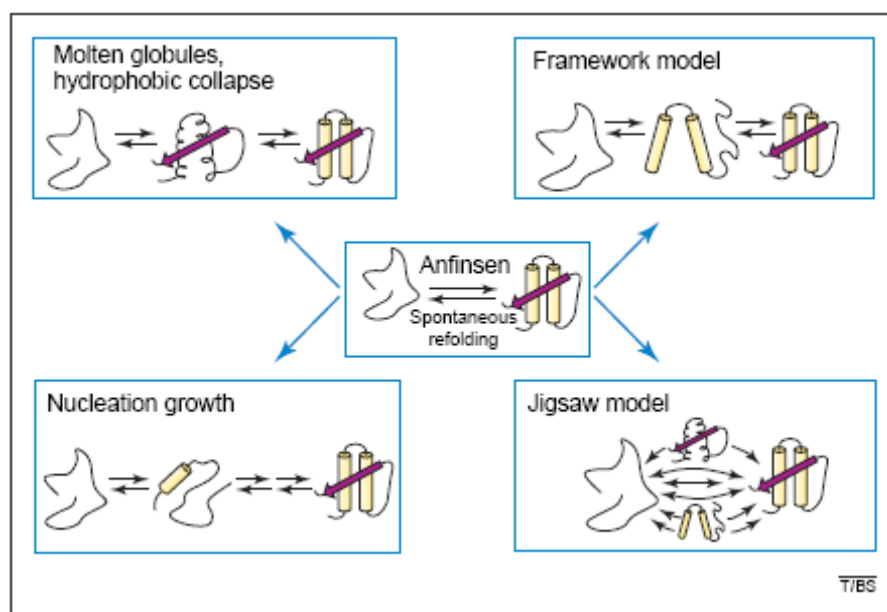 Molten globules,
hydrophobic collapse
Framework model
Anfinsen
Spontaneous
refolding
Nucleation growth
Jigsaw model
T/BS